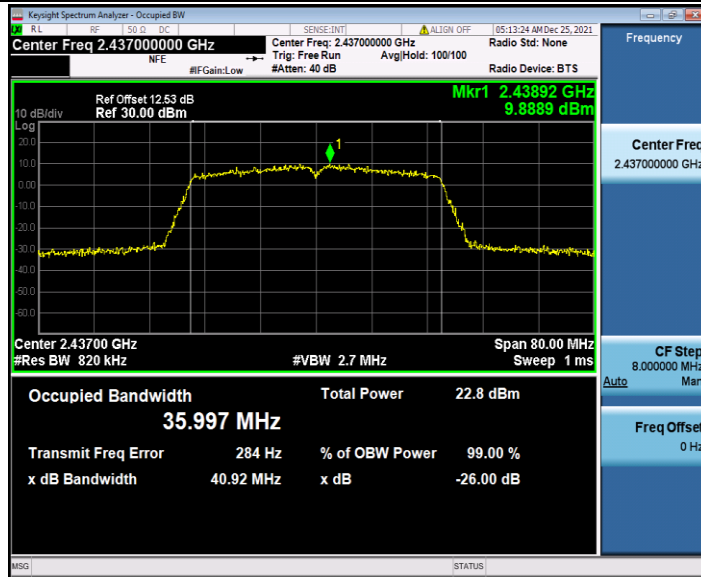 Keysight Spectrum Analyzer - Occupied BW
RL RF 50 Ω DC SENSE:INT ALIGN OFF 05:13:24 AM Dec 25, 2021
Center Freq 2.437000000 GHz
Center Freq: 2.437000000 GHz
Radio Std: None
NFE
Trig: Free Run Avg|Hold: 100/100
#IFGain:Low
#Atten: 40 dB
Radio Device: BTS
Frequency
Ref Offset 12.53 dB
Mkr1 2.43892 GHz
10 dB/div Ref 30.00 dBm
9.8889 dBm
Log
20.0
10.0
0.00
-10.0
-20.0
-30.0
-40.0
-50.0
-60.0
1
Center Freq
2.437000000 GHz
Center 2.43700 GHz
Span 80.00 MHz
#Res BW 820 kHz
#VBW 2.7 MHz
Sweep 1 ms
CF Step
8.000000 MHz
Auto Man
Occupied Bandwidth
Total Power 22.8 dBm
35.997 MHz
Transmit Freq Error 284 Hz
% of OBW Power 99.00 %
x dB Bandwidth 40.92 MHz
x dB -26.00 dB
Freq Offset
0 Hz
MSG
STATUS